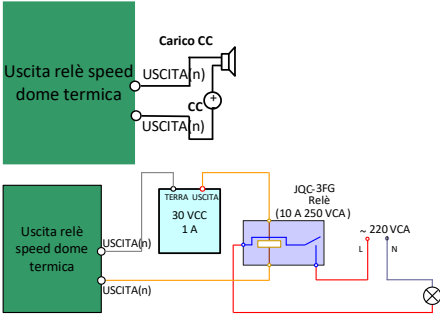 Carico CC
Uscita relè speed
dome termica
USCITA(n)
CC
+
USCITA(n)
JQC-3FG
Relè
(10 A 250 VCA)
TERRA USCITA
30 VCC
1 A
~ 220 VCA
L N
Uscita relè
speed dome
termica
USCITA(n)
USCITA(n)